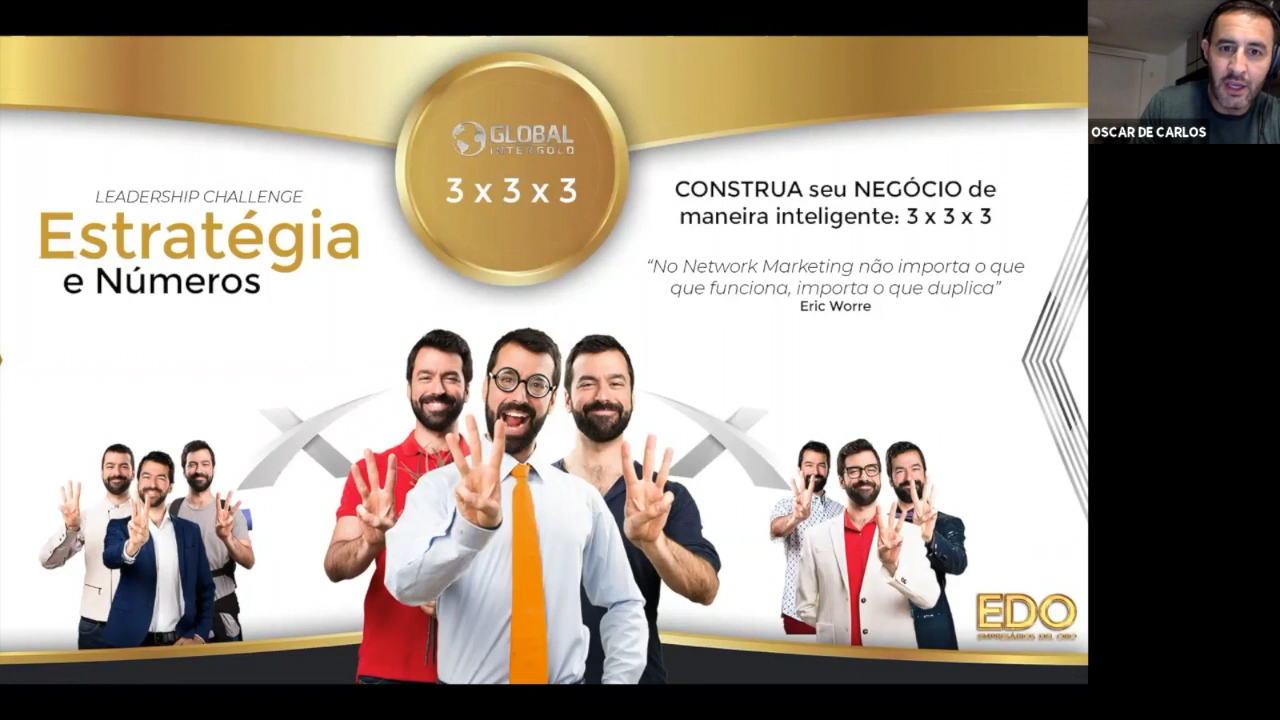 LEADERSHIP CHALLENGE
Estratégia
e Números
GLOBAL
INTERGOLD
3 x 3 x 3
CONSTRUA seu NEGÓCIO de
maneira inteligente: 3 x 3 x 3
“No Network Marketing não importa o que
que funciona, importa o que duplica”
Eric Worre
EDO
EMPRESÁRIOS DEL ORO
OSCAR DE CARLOS